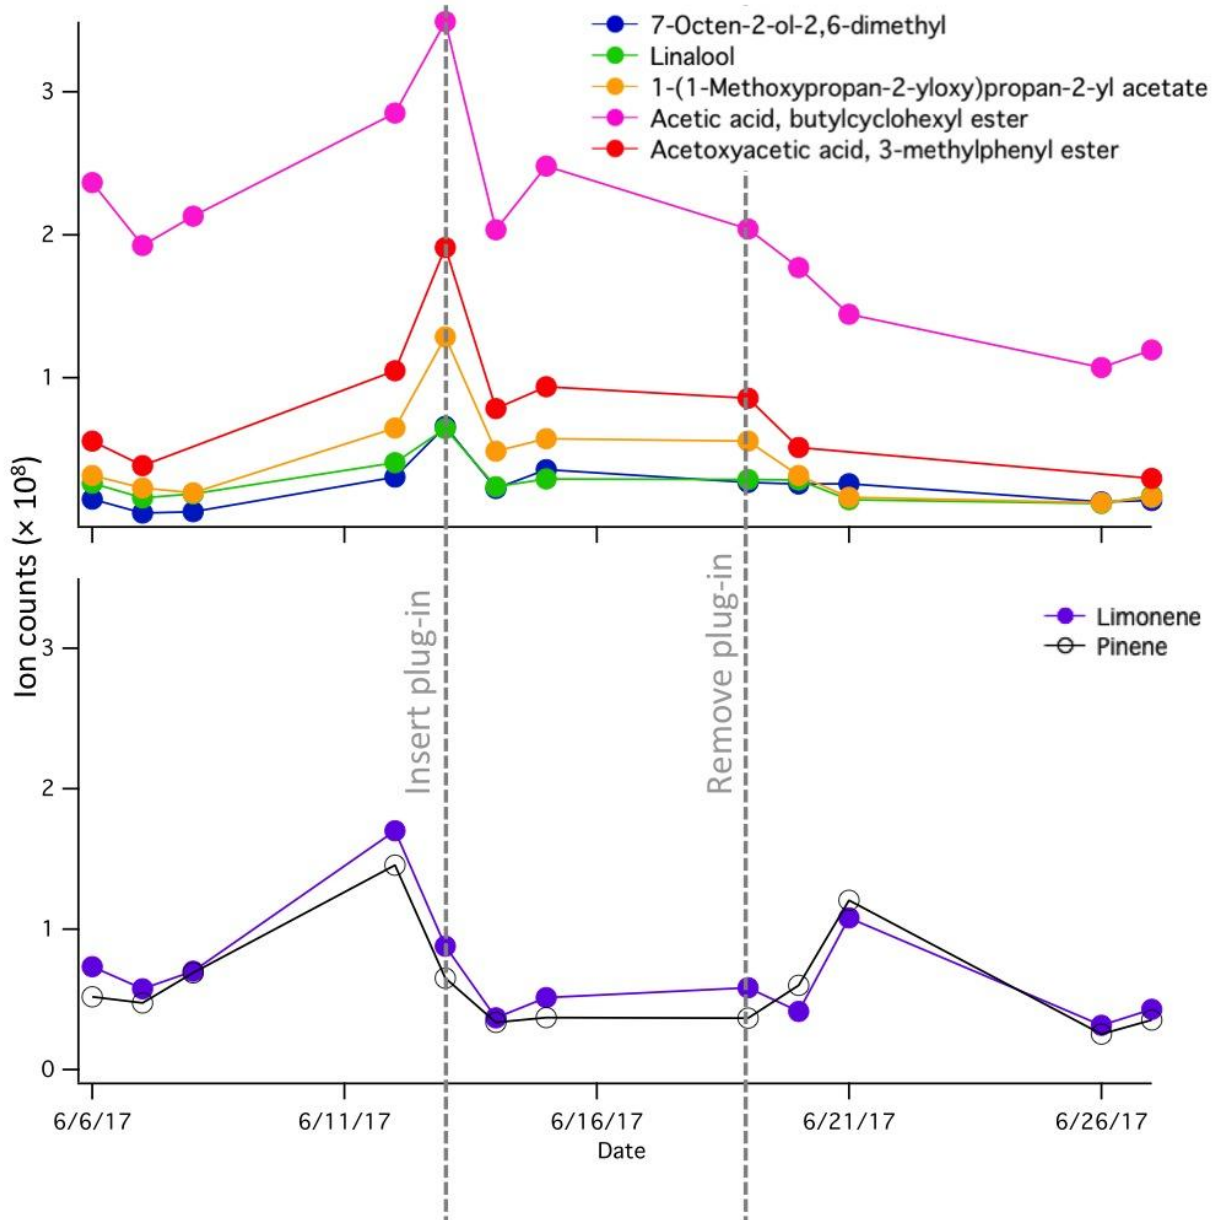 7-Octen-2-ol-2,6-dimethyl
Linalool
1-(1-Methoxypropan-2-yloxy)propan-2-yl acetate
Acetic acid, butylcyclohexyl ester
Acetoxyacetic acid, 3-methylphenyl ester
3
2
1
Ion counts (× 10⁸)
Insert plug-in
Remove plug-in
Limonene
Pinene
3
2
1
0
6/6/17 6/11/17 6/16/17 6/21/17 6/26/17
Date